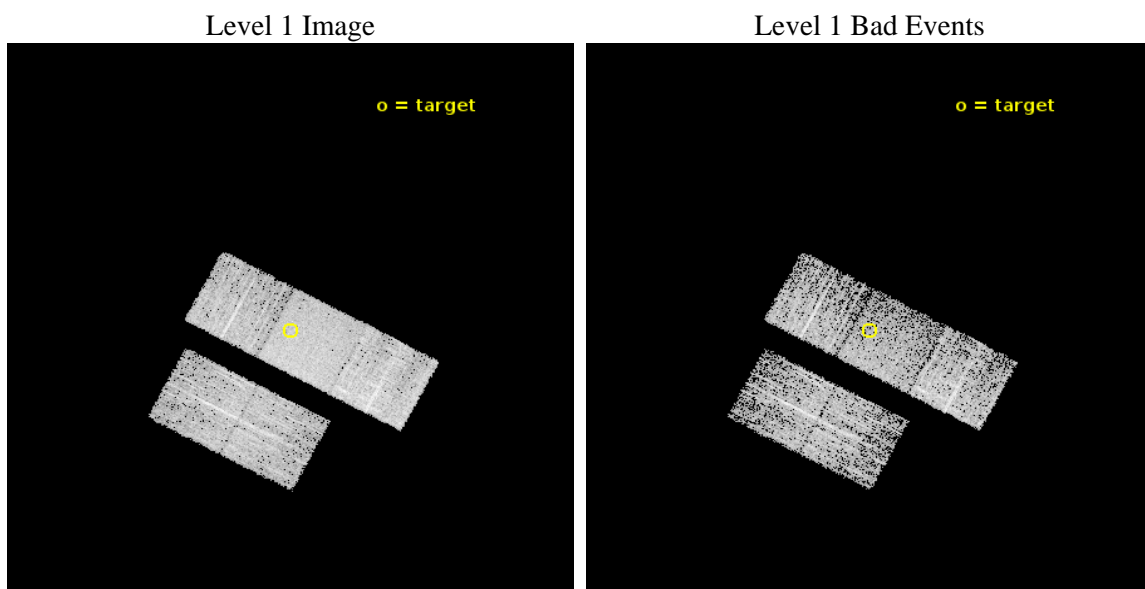 Level 1 Image
Level 1 Bad Events
o = target
o = target